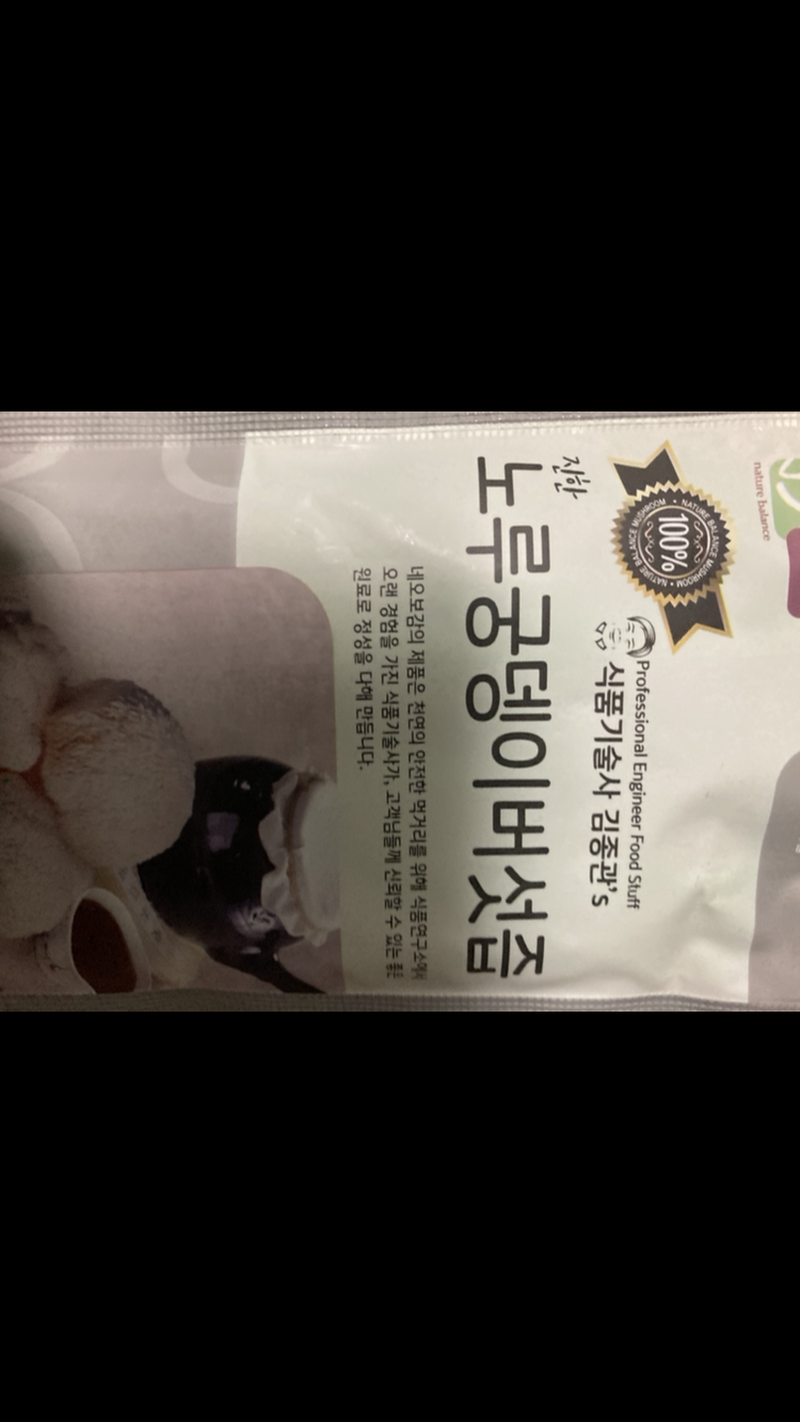 nature balance
NATURE BALANCE MUSHROOM • NATURE BALANCE MUSHROOM •
100%
Professional Engineer Food Stuff
식품기술사 김종관's
진한
노루궁뎅이버섯즙
네오보감의 제품은 천연의 안전한 먹거리를 위해 식품연구소에서
오랜 경험을 가진 식품기술사가, 고객님들께 신뢰할 수 있는
원료로 정성을 다해 만듭니다.